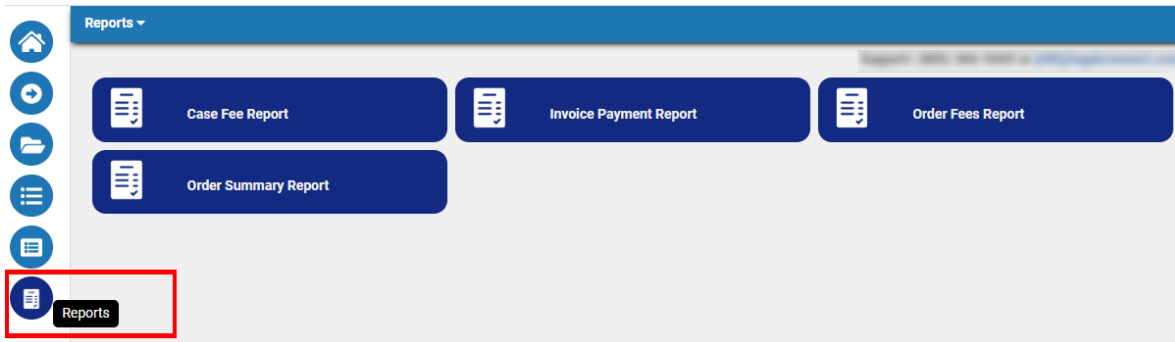 Reports
Case Fee Report
Invoice Payment Report
Order Fees Report
Order Summary Report
Reports